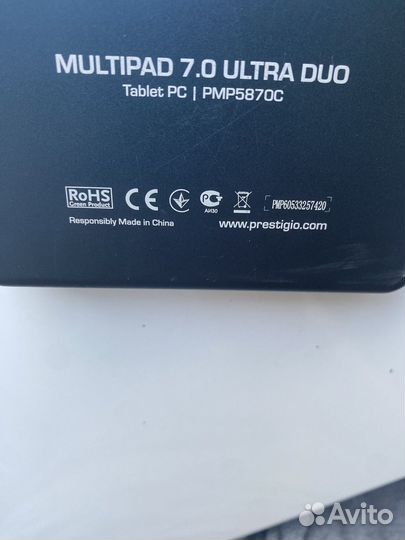 MULTIPAD 7.0 ULTRA DUO
Tablet PC | PMP5870C
RoHS
Green Product
CE
АИ30
PMP60533257420
Responsibly Made in China
www.prestigio.com
Avito